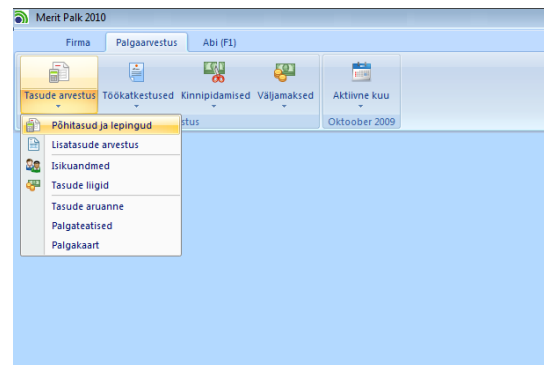 Merit Palk 2010
Firma Palgaarvestus Abi (F1)
Tasude arvestus Töökatkestused Kinnipidamised Väljamaksed Aktiivne kuu
stus Oktoober 2009
Põhitasud ja lepingud
Lisatasude arvestus
Isikuandmed
Tasude liigid
Tasude aruanne
Palgateatised
Palgakaart